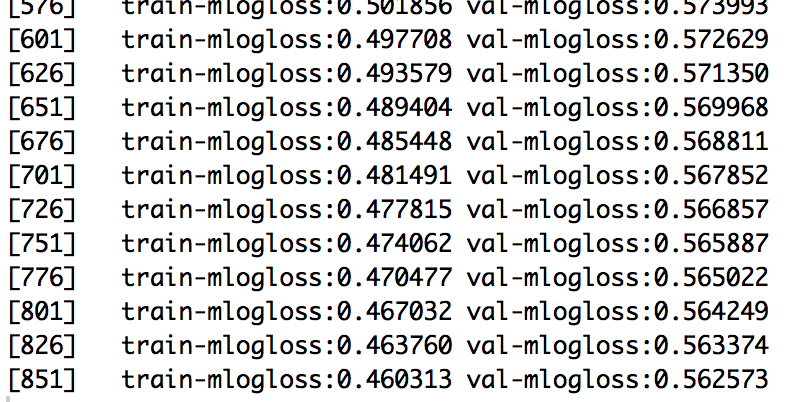 [576] train-mlogloss:0.501856 val-mlogloss:0.573993
[601] train-mlogloss:0.497708 val-mlogloss:0.572629
[626] train-mlogloss:0.493579 val-mlogloss:0.571350
[651] train-mlogloss:0.489404 val-mlogloss:0.569968
[676] train-mlogloss:0.485448 val-mlogloss:0.568811
[701] train-mlogloss:0.481491 val-mlogloss:0.567852
[726] train-mlogloss:0.477815 val-mlogloss:0.566857
[751] train-mlogloss:0.474062 val-mlogloss:0.565887
[776] train-mlogloss:0.470477 val-mlogloss:0.565022
[801] train-mlogloss:0.467032 val-mlogloss:0.564249
[826] train-mlogloss:0.463760 val-mlogloss:0.563374
[851] train-mlogloss:0.460313 val-mlogloss:0.562573